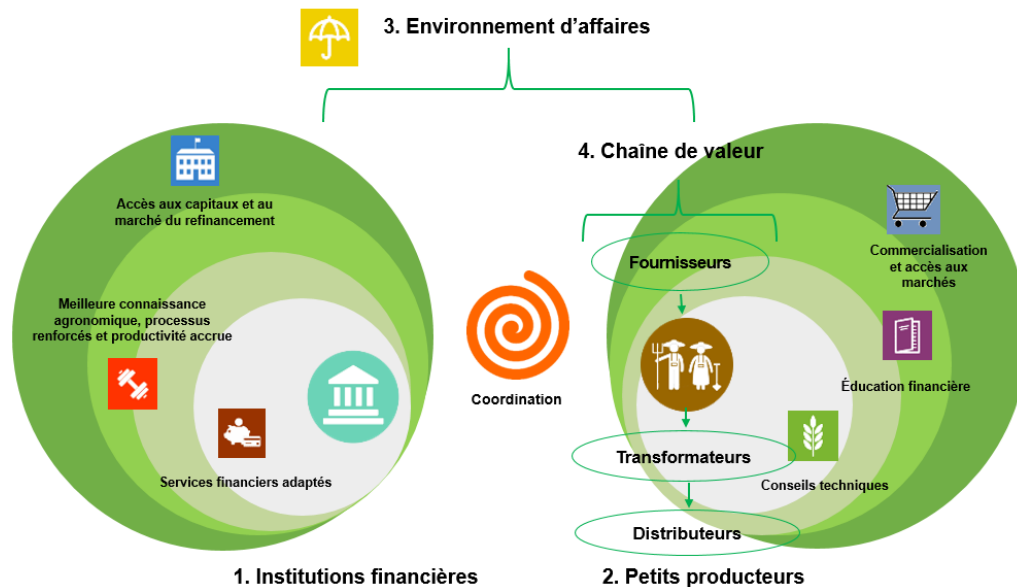 3. Environnement d'affaires
4. Chaîne de valeur
Accès aux capitaux et au
marché du refinancement
Fournisseurs
Commercialisation
et accès aux
marchés
Meilleure connaissance
agronomique, processus
renforcés et productivité accrue
Éducation financière
Coordination
Transformateurs
Services financiers adaptés
Conseils techniques
Distributeurs
1. Institutions financières
2. Petits producteurs